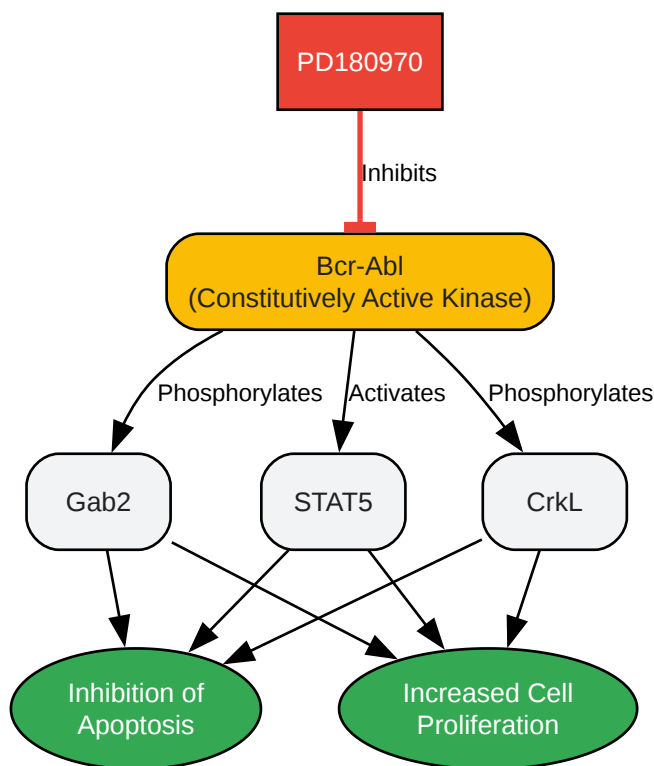 PD180970
Inhibits
Bcr-Abl
(Constitutively Active Kinase)
Phosphorylates
Activates
Phosphorylates
Gab2
STAT5
CrkL
Inhibition of
Apoptosis
Increased Cell
Proliferation